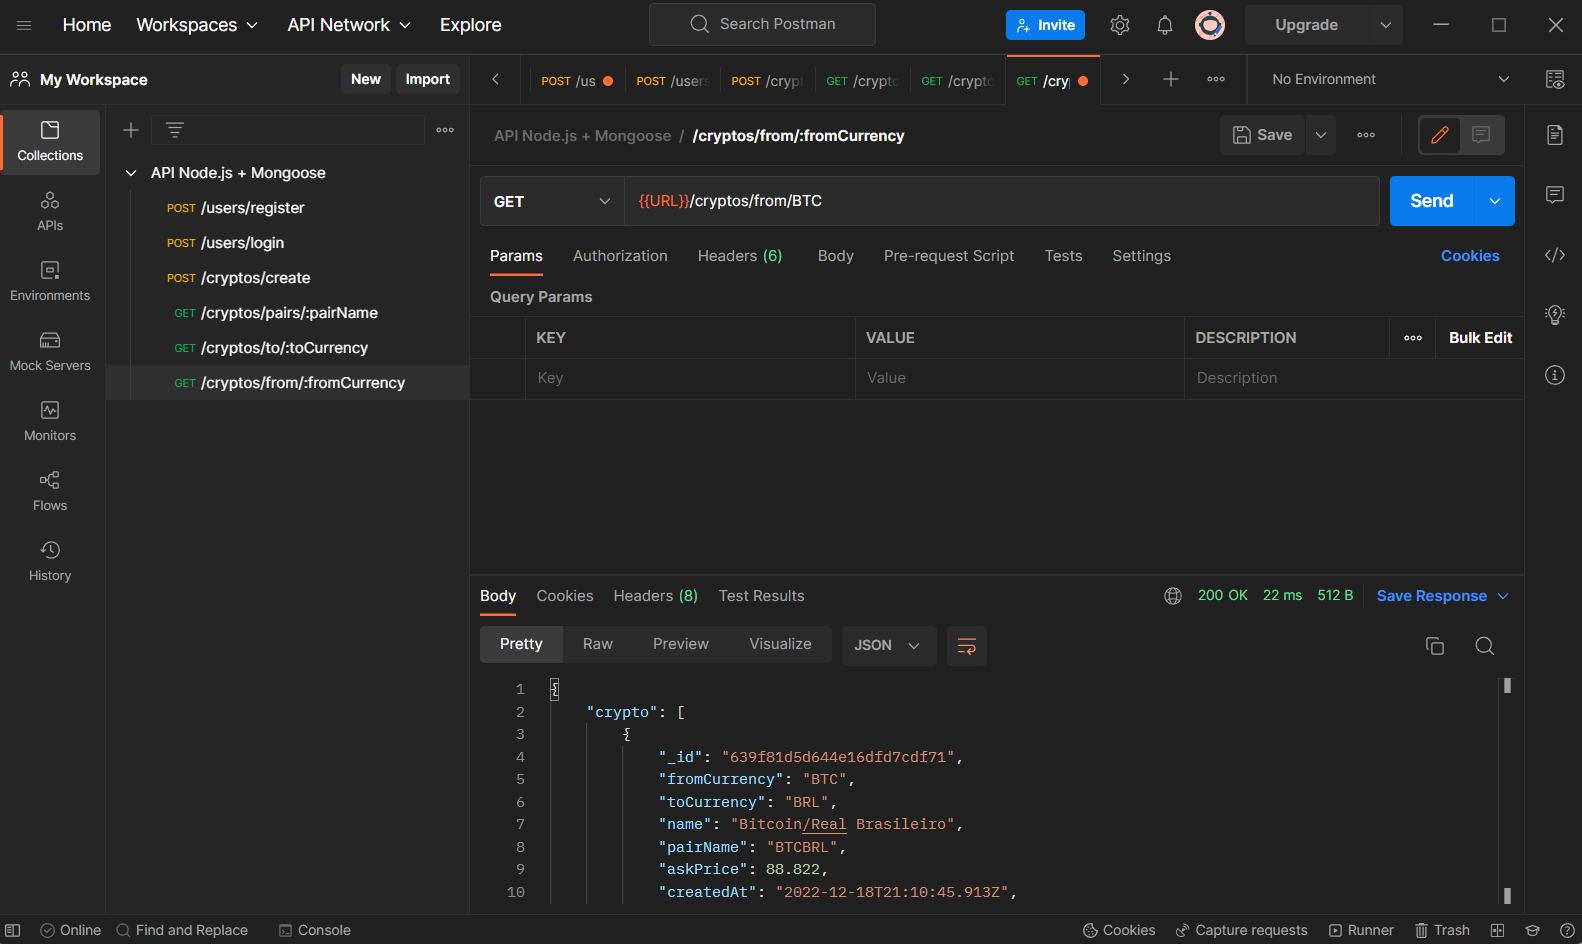 Home Workspaces API Network Explore Search Postman Invite Upgrade
My Workspace New Import POST /us POST /users POST /crypt GET /crypto GET /crypto GET /cry No Environment
Collections
APIs
Environments
Mock Servers
Monitors
Flows
History
API Node.js + Mongoose
POST /users/register
POST /users/login
POST /cryptos/create
GET /cryptos/pairs/:pairName
GET /cryptos/to/:toCurrency
GET /cryptos/from/:fromCurrency
API Node.js + Mongoose / /cryptos/from/:fromCurrency Save
GET {{URL}}/cryptos/from/BTC Send
Params Authorization Headers (6) Body Pre-request Script Tests Settings Cookies
Query Params
KEY VALUE DESCRIPTION Bulk Edit
Key Value Description
Body Cookies Headers (8) Test Results 200 OK 22 ms 512 B Save Response
Pretty Raw Preview Visualize JSON
1 {
2 "crypto": [
3 {
4 "_id": "639f81d5d644e16dfd7cdf71",
5 "fromCurrency": "BTC",
6 "toCurrency": "BRL",
7 "name": "Bitcoin/Real Brasileiro",
8 "pairName": "BTCBRL",
9 "askPrice": 88.822,
10 "createdAt": "2022-12-18T21:10:45.913Z",
Online Find and Replace Console Cookies Capture requests Runner Trash